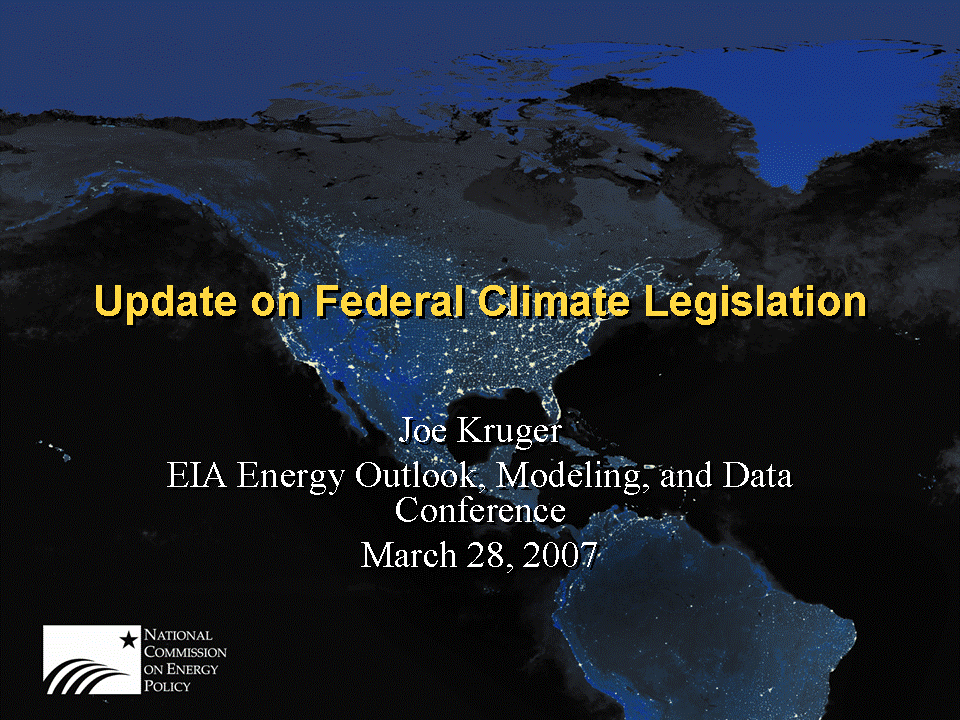 Update on Federal Climate Legislation
Joe Kruger
EIA Energy Outlook, Modeling, and Data
Conference
March 28, 2007
NATIONAL
COMMISSION
ON ENERGY
POLICY